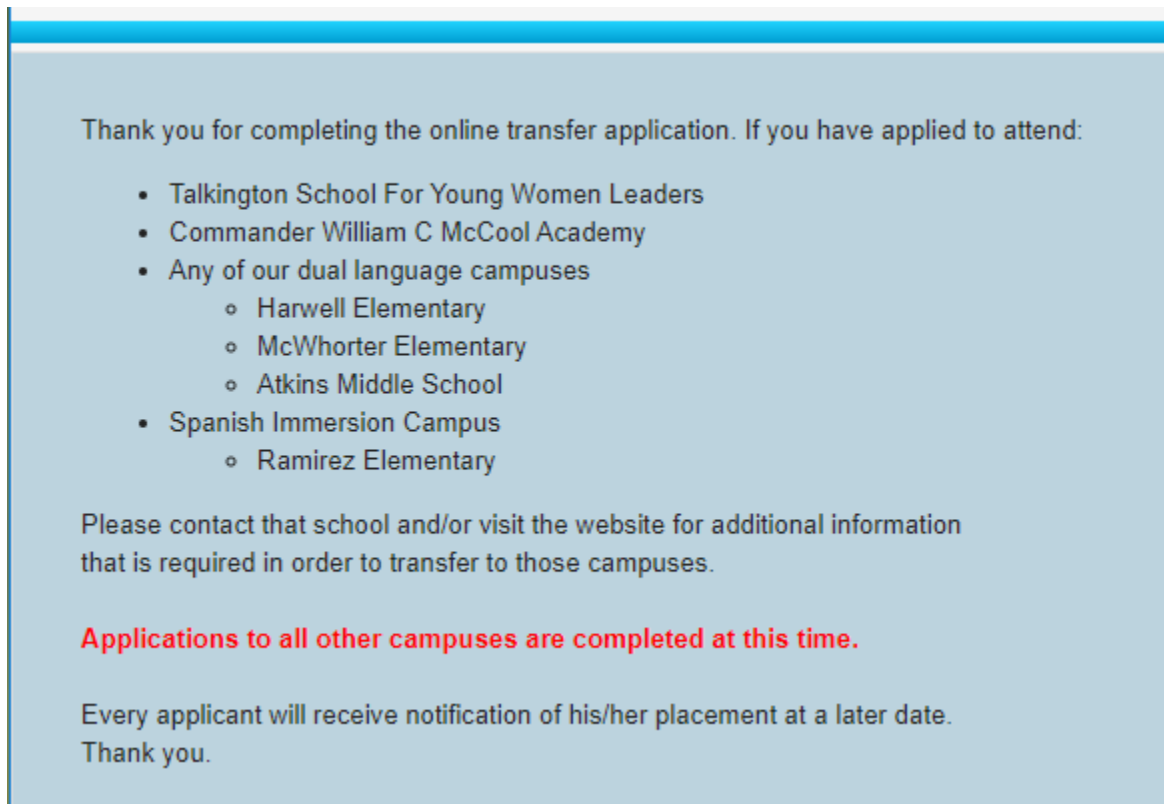 Thank you for completing the online transfer application. If you have applied to attend:
• Talkington School For Young Women Leaders
• Commander William C McCool Academy
• Any of our dual language campuses
◦ Harwell Elementary
◦ McWhorter Elementary
◦ Atkins Middle School
• Spanish Immersion Campus
◦ Ramirez Elementary
Please contact that school and/or visit the website for additional information
that is required in order to transfer to those campuses.
Applications to all other campuses are completed at this time.
Every applicant will receive notification of his/her placement at a later date.
Thank you.